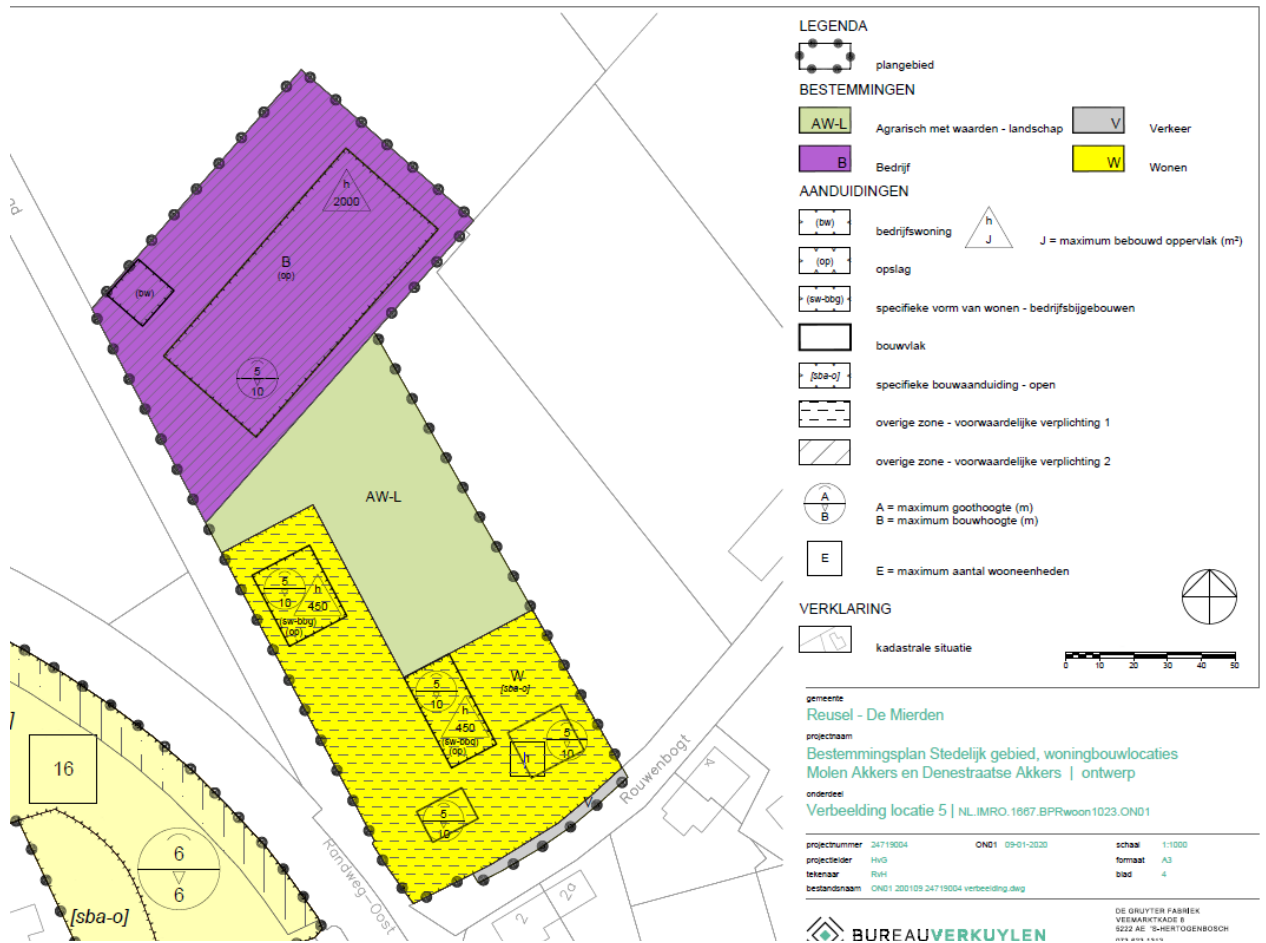 h
2000
B
(op)
(bw)
5
10
AW-L
5
10
h
450
(sw-bbg)
(op)
W
[sba-o]
5
10
h
450
(sw-bbg)
(op)
5
10
5
10
V
Rouwenbogt
4
Randweg-Oost
2
2a
16
6
6
[sba-o]
LEGENDA
plangebied
BESTEMMINGEN
AW-L Agrarisch met waarden - landschap V Verkeer
B Bedrijf W Wonen
AANDUIDINGEN
(bw) bedrijfswoning h J J = maximum bebouwd oppervlak (m²)
(op) opslag
(sw-bbg) specifieke vorm van wonen - bedrijfsbijgebouwen
bouwvlak
[sba-o] specifieke bouwaanduiding - open
overige zone - voorwaardelijke verplichting 1
overige zone - voorwaardelijke verplichting 2
A B A = maximum goothoogte (m)
B = maximum bouwhoogte (m)
E E = maximum aantal wooneenheden
VERKLARING
kadastrale situatie
0 10 20 30 40 50
gemeente
Reusel - De Mierden
projectnaam
Bestemmingsplan Stedelijk gebied, woningbouwlocaties
Molen Akkers en Denestraatse Akkers | ontwerp
onderdeel
Verbeelding locatie 5 | NL.IMRO.1667.BPRwoon1023.ON01
projectnummer 24719004 ON01 09-01-2020 schaal 1:1000
projectleider HvG formaat A3
tekenaar RvH blad 4
bestandsnaam ON01 200109 24719004 verbeelding.dwg
BUREAUVERKUYLEN
DE GRUYTER FABRIEK
VEEMARKTKADE 8
5222 AE 'S-HERTOGENBOSCH